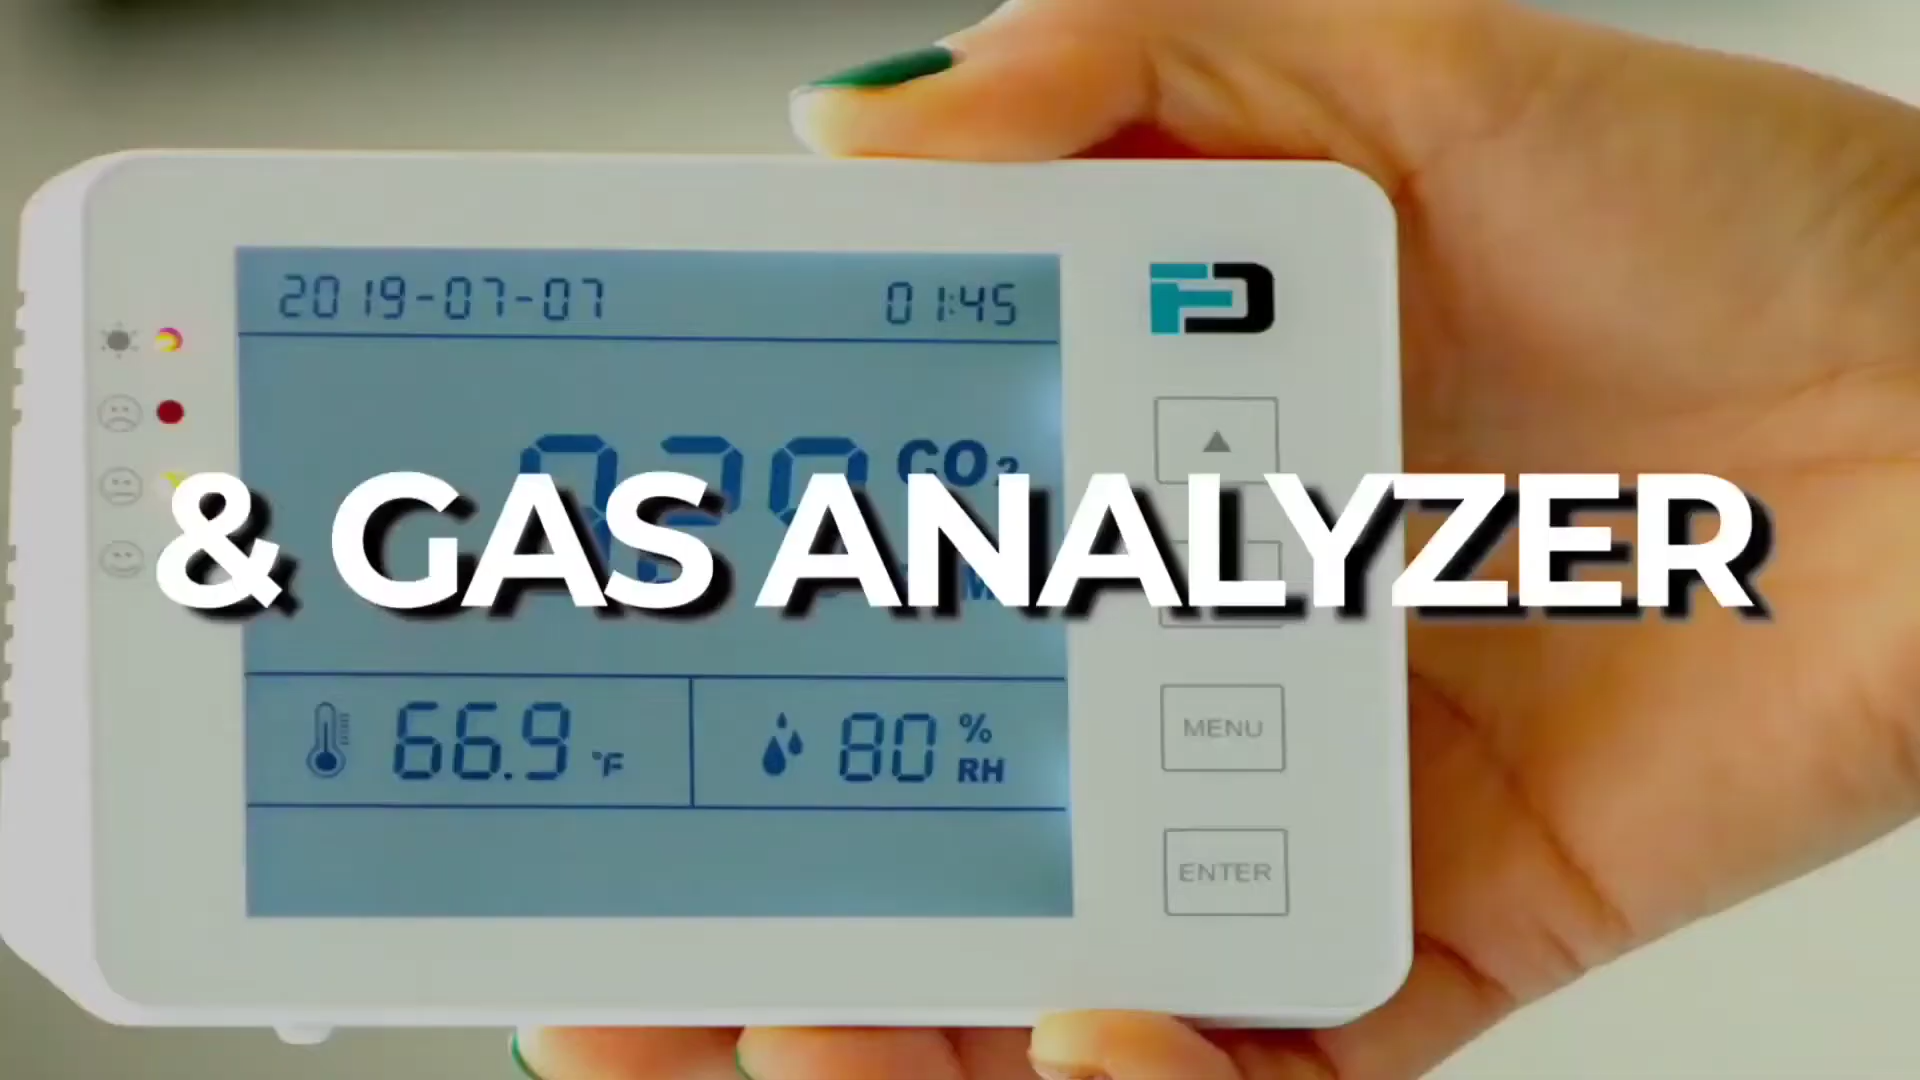 2019-07-07 01:45
CO₂
& GAS ANALYZER
66.9 °F
80 % RH
MENU
ENTER